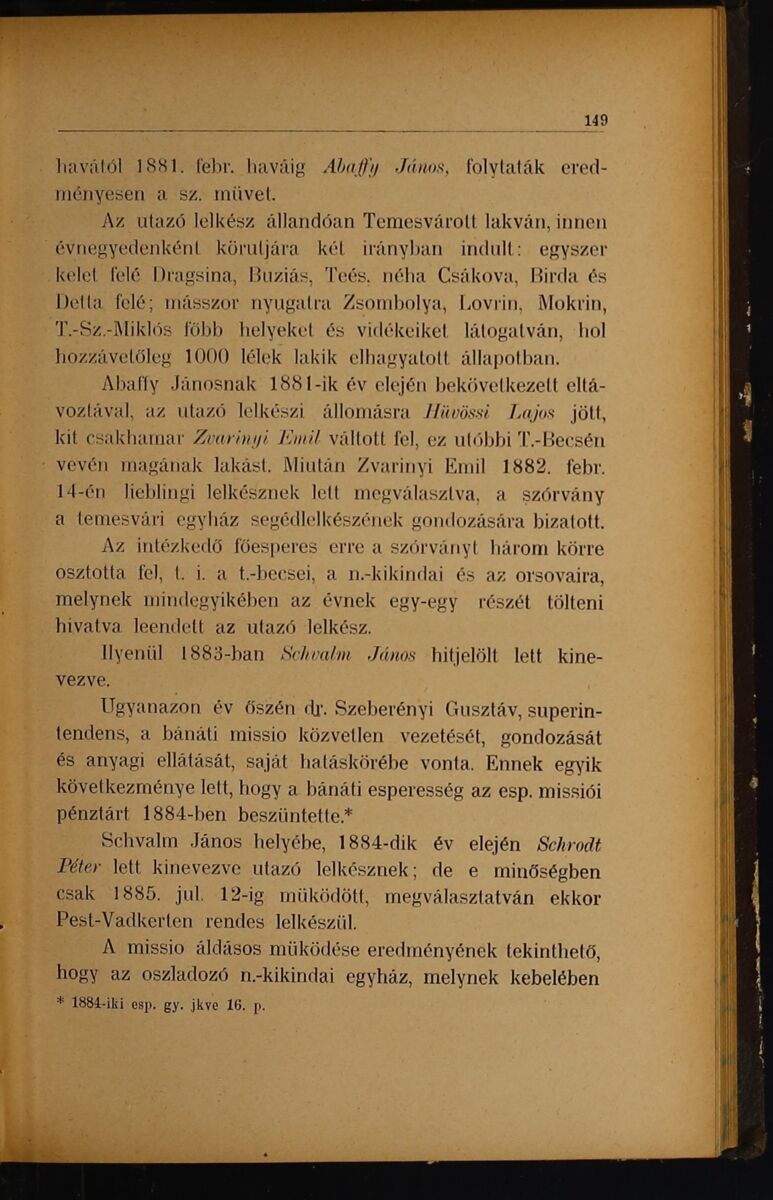 149
havától 1881. febr. haváig Abaffy János, folytaták ered-
ményesen a sz. müvet.
Az utazó lelkész állandóan Temesvárott lakván, innen
évnegyedenként körutjára két irányban indult: egyszer
kelet felé Dragsina, Buziás, Teés, néha Csákova, Birda és
Detta felé; másszor nyugatra Zsombolya, Lovrin, Mokrin,
T.-Sz.-Miklós főbb helyeket és vidékeiket látogatván, hol
hozzávetőleg 1000 lélek lakik elhagyatott állapotban.
Abaffy Jánosnak 1881-ik év elején bekövetkezett eltá-
voztával, az utazó lelkészi állomásra Hüvössi Lajos jött,
kit csakhamar Zvarinyi Emil váltott fel, ez utóbbi T.-Becsén
vevén magának lakást. Miután Zvarinyi Emil 1882. febr.
14-én lieblingi lelkésznek lett megválasztva, a szórvány
a temesvári egyház segédlelkészének gondozására bizatott.
Az intézkedő főesperes erre a szórványt három körre
osztotta fel, t. i. a t.-becsei, a n.-kikindai és az orsovaira,
melynek mindegyikében az évnek egy-egy részét tölteni
hivatva leendett az utazó lelkész.
Ilyenül 1883-ban Schvalm János hitjelölt lett kine-
vezve.
Ugyanazon év őszén dr. Szeberényi Gusztáv, superin-
tendens, a bánáti missio közvetlen vezetését, gondozását
és anyagi ellátását, saját hatáskörébe vonta. Ennek egyik
következménye lett, hogy a bánáti esperesség az esp. missiói
pénztárt 1884-ben beszüntette.*
Schvalm János helyébe, 1884-dik év elején Schrodt
Péter lett kinevezve utazó lelkésznek; de e minőségben
csak 1885. jul. 12-ig müködött, megválasztatván ekkor
Pest-Vadkerten rendes lelkészül.
A missio áldásos müködése eredményének tekinthető,
hogy az oszladozó n.-kikindai egyház, melynek kebelében
* 1884-iki esp. gy. jkve 16. p.